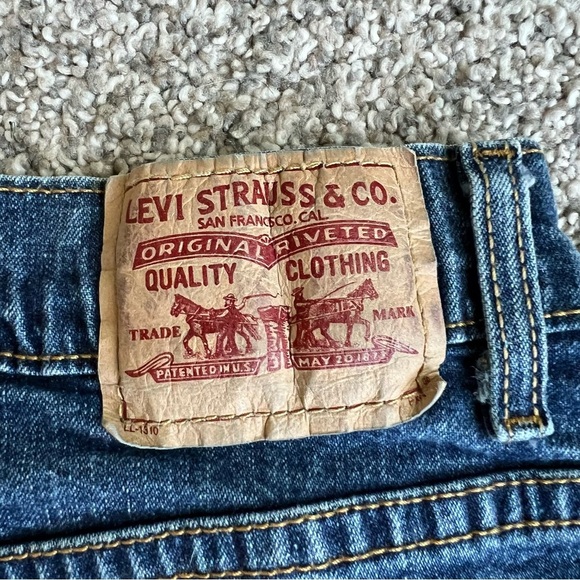 LEVI STRAUSS & CO.
SAN FRANCISCO.CAL.
ORIGINAL RIVETED
QUALITY CLOTHING
TRADE MARK
PATENTED IN U.S. MAY 20 1873